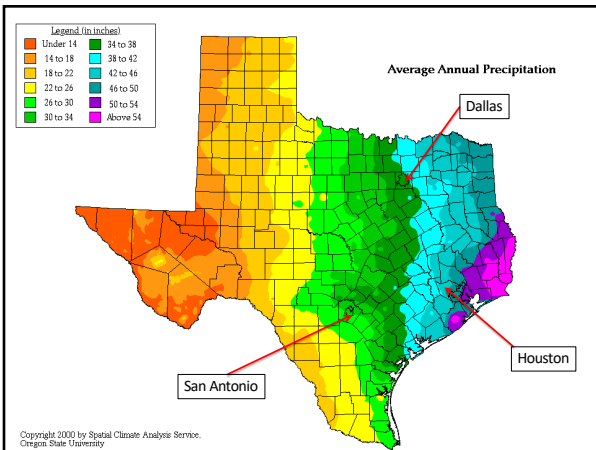 Legend (in inches)
Under 14
14 to 18
18 to 22
22 to 26
26 to 30
30 to 34
34 to 38
38 to 42
42 to 46
46 to 50
50 to 54
Above 54
Average Annual Precipitation
Dallas
Houston
San Antonio
Copyright 2000 by Spatial Climate Analysis Service,
Oregon State University